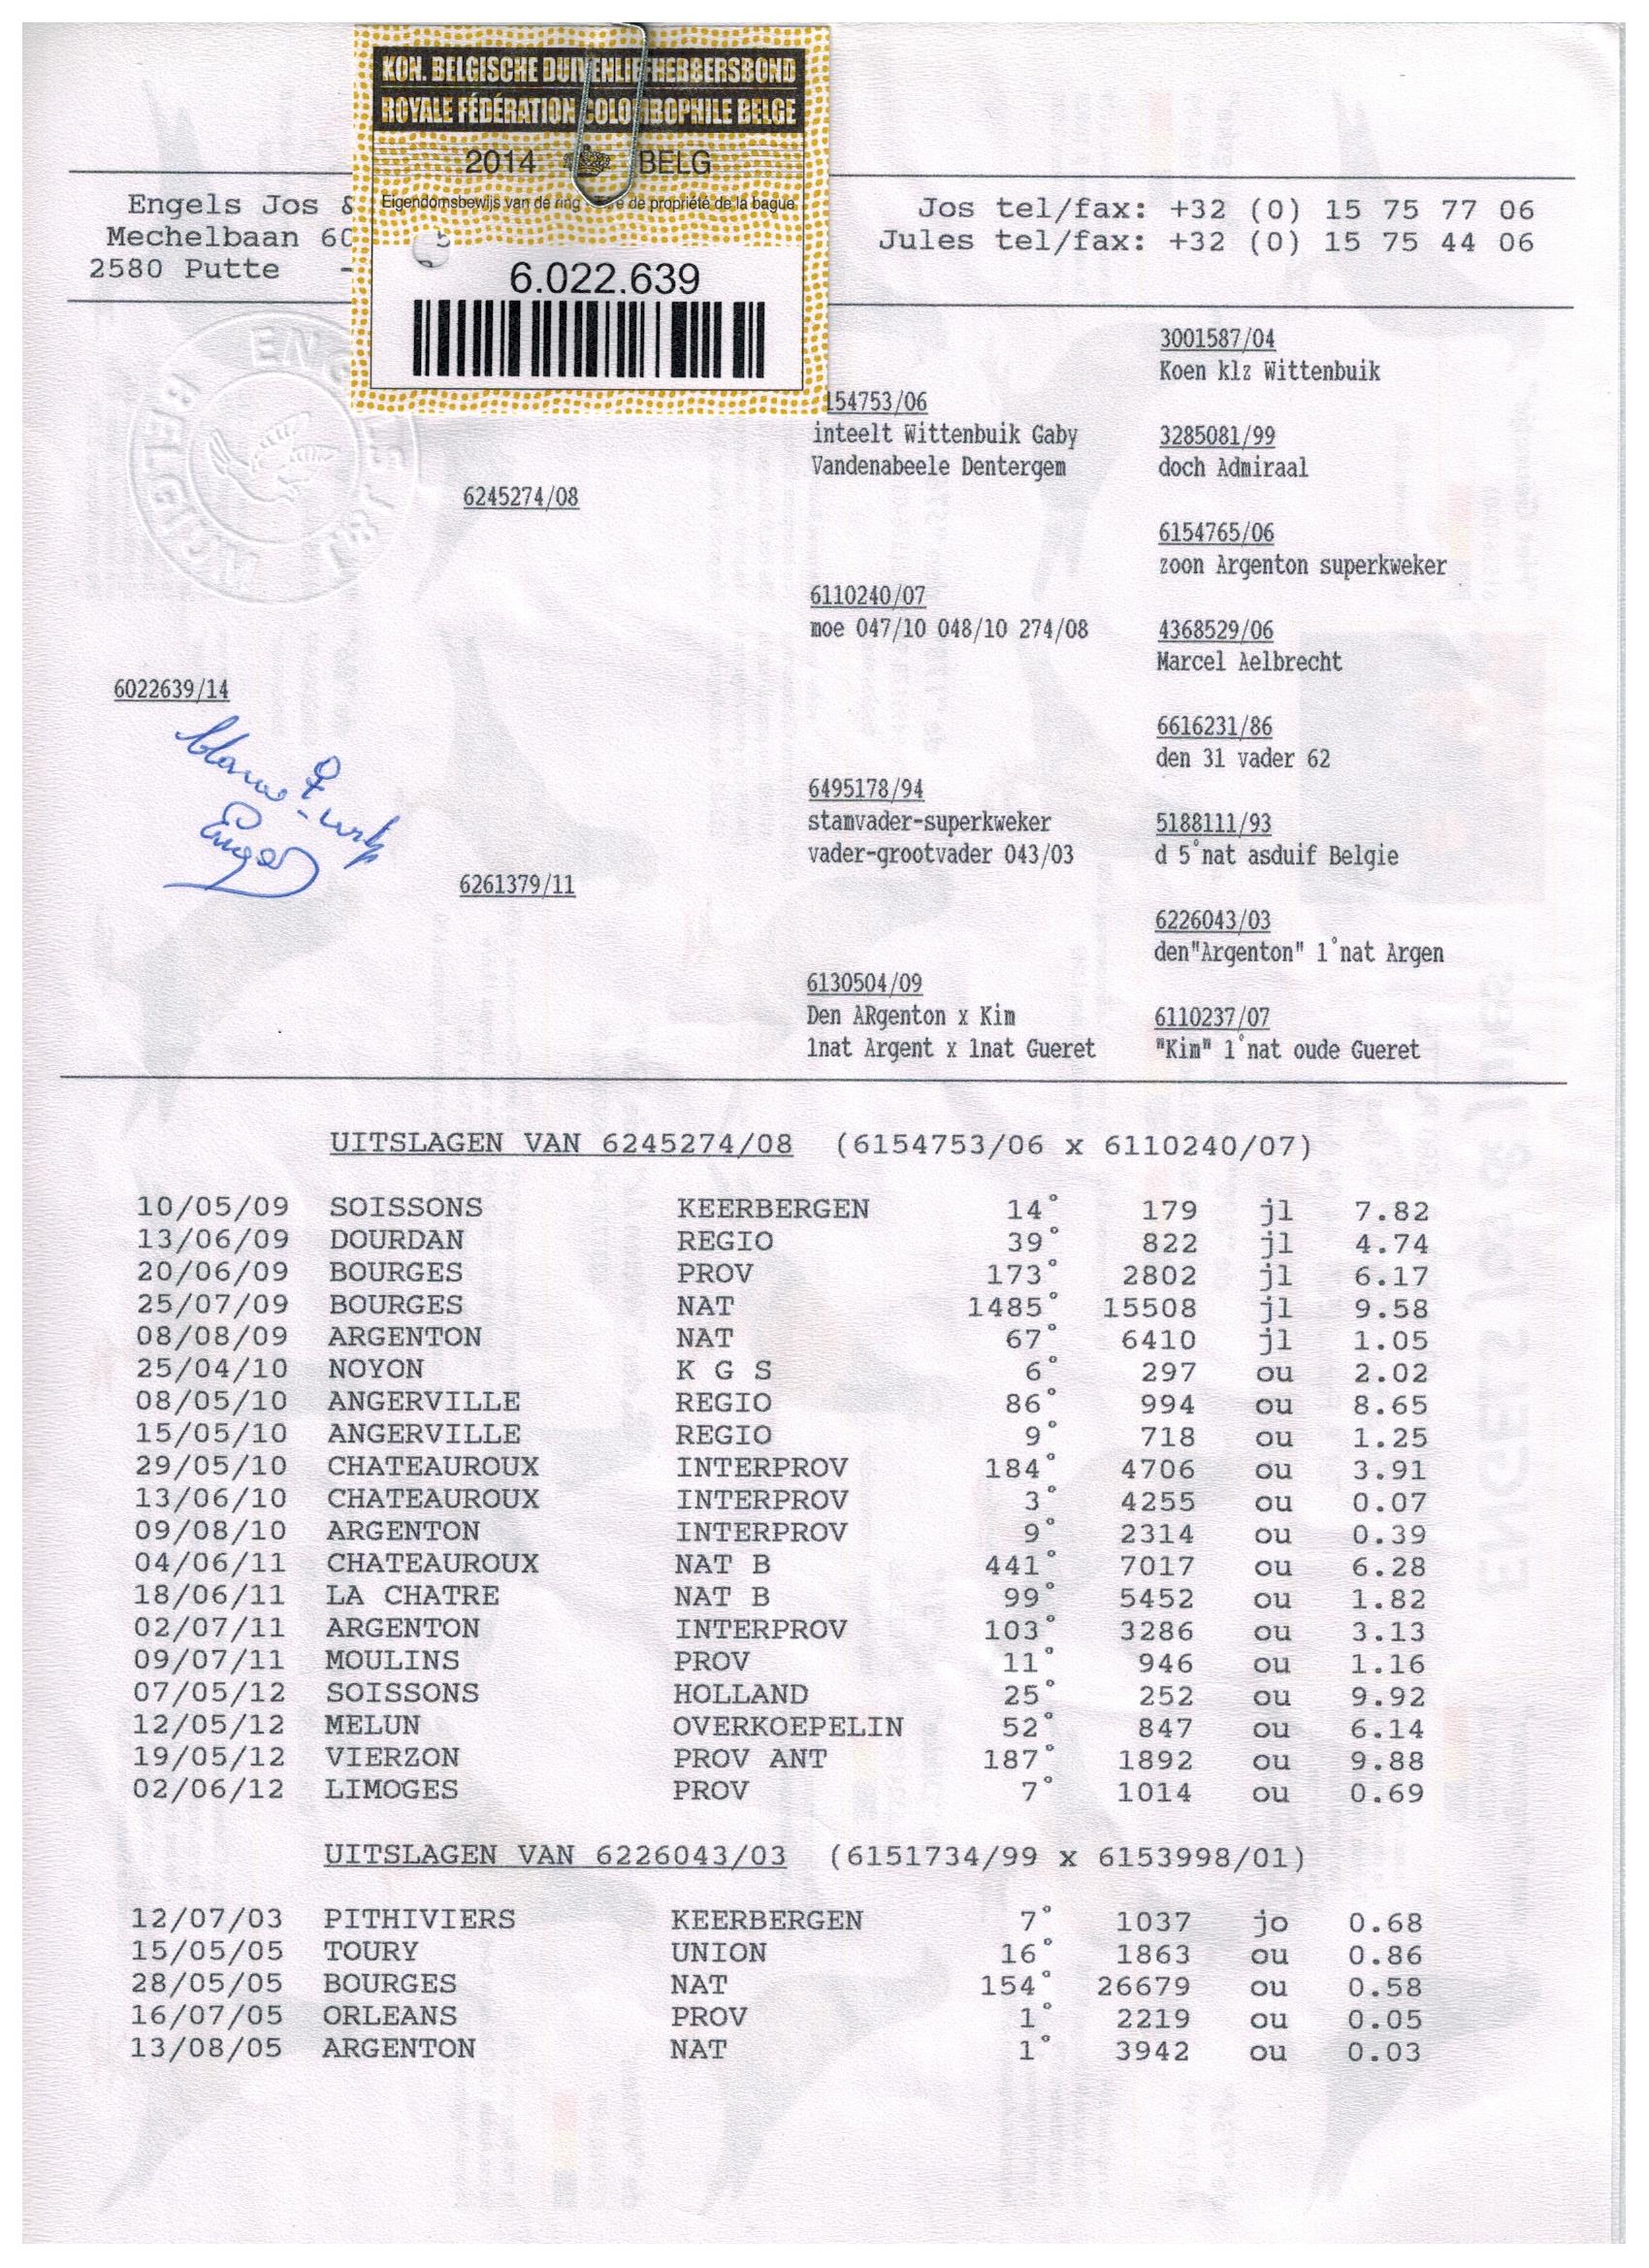 KON. BELGISCHE DUIVENLIEFHEBBERSBOND
ROYALE FÉDÉRATION COLOMBOPHILE BELGE
2014 BELG
Eigendomsbewijs van de ring de propriété de la bague
6.022.639
Engels Jos &
Mechelbaan 60
2580 Putte -
Jos tel/fax: +32 (0) 15 75 77 06
Jules tel/fax: +32 (0) 15 75 44 06
3001587/04
Koen klz Wittenbuik
154753/06
inteelt Wittenbuik Gaby
Vandenabeele Dentergem
3285081/99
doch Admiraal
6245274/08
6154765/06
zoon Argenton superkweker
6110240/07
moe 047/10 048/10 274/08
4368529/06
Marcel Aelbrecht
6022639/14
6616231/86
den 31 vader 62
6495178/94
stamvader-superkweker
vader-grootvader 043/03
5188111/93
d 5°nat asduif Belgie
6261379/11
6226043/03
den"Argenton" 1°nat Argen
6130504/09
Den ARgenton x Kim
1nat Argent x 1nat Gueret
6110237/07
"Kim" 1°nat oude Gueret
UITSLAGEN VAN 6245274/08 (6154753/06 x 6110240/07)
10/05/09 SOISSONS KEERBERGEN 14° 179 jl 7.82
13/06/09 DOURDAN REGIO 39° 822 jl 4.74
20/06/09 BOURGES PROV 173° 2802 jl 6.17
25/07/09 BOURGES NAT 1485° 15508 jl 9.58
08/08/09 ARGENTON NAT 67° 6410 jl 1.05
25/04/10 NOYON K G S 6° 297 ou 2.02
08/05/10 ANGERVILLE REGIO 86° 994 ou 8.65
15/05/10 ANGERVILLE REGIO 9° 718 ou 1.25
29/05/10 CHATEAUROUX INTERPROV 184° 4706 ou 3.91
13/06/10 CHATEAUROUX INTERPROV 3° 4255 ou 0.07
09/08/10 ARGENTON INTERPROV 9° 2314 ou 0.39
04/06/11 CHATEAUROUX NAT B 441° 7017 ou 6.28
18/06/11 LA CHATRE NAT B 99° 5452 ou 1.82
02/07/11 ARGENTON INTERPROV 103° 3286 ou 3.13
09/07/11 MOULINS PROV 11° 946 ou 1.16
07/05/12 SOISSONS HOLLAND 25° 252 ou 9.92
12/05/12 MELUN OVERKOEPELIN 52° 847 ou 6.14
19/05/12 VIERZON PROV ANT 187° 1892 ou 9.88
02/06/12 LIMOGES PROV 7° 1014 ou 0.69
UITSLAGEN VAN 6226043/03 (6151734/99 x 6153998/01)
12/07/03 PITHIVIERS KEERBERGEN 7° 1037 jo 0.68
15/05/05 TOURY UNION 16° 1863 ou 0.86
28/05/05 BOURGES NAT 154° 26679 ou 0.58
16/07/05 ORLEANS PROV 1° 2219 ou 0.05
13/08/05 ARGENTON NAT 1° 3942 ou 0.03